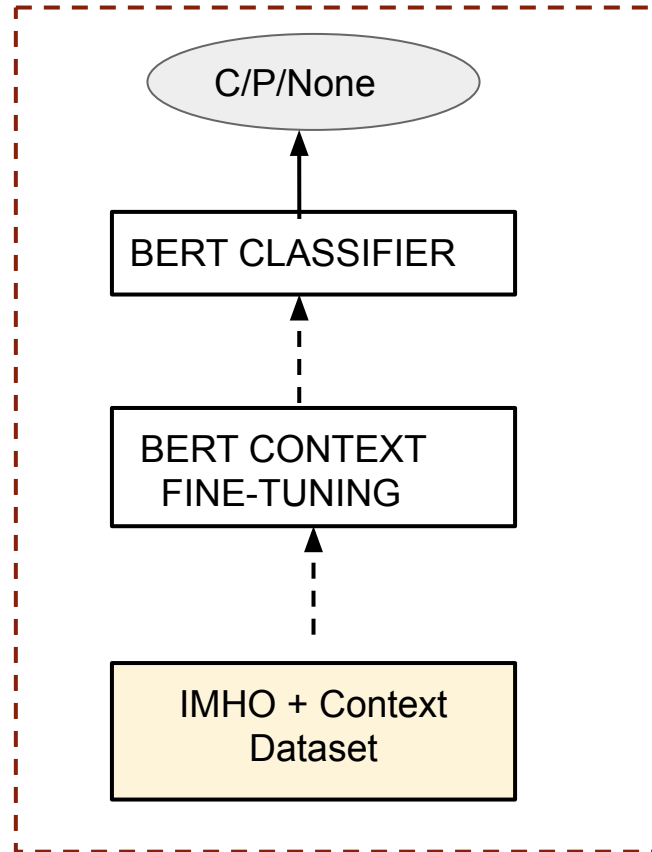 C/P/None
BERT CLASSIFIER
BERT CONTEXT
FINE-TUNING
IMHO + Context
Dataset